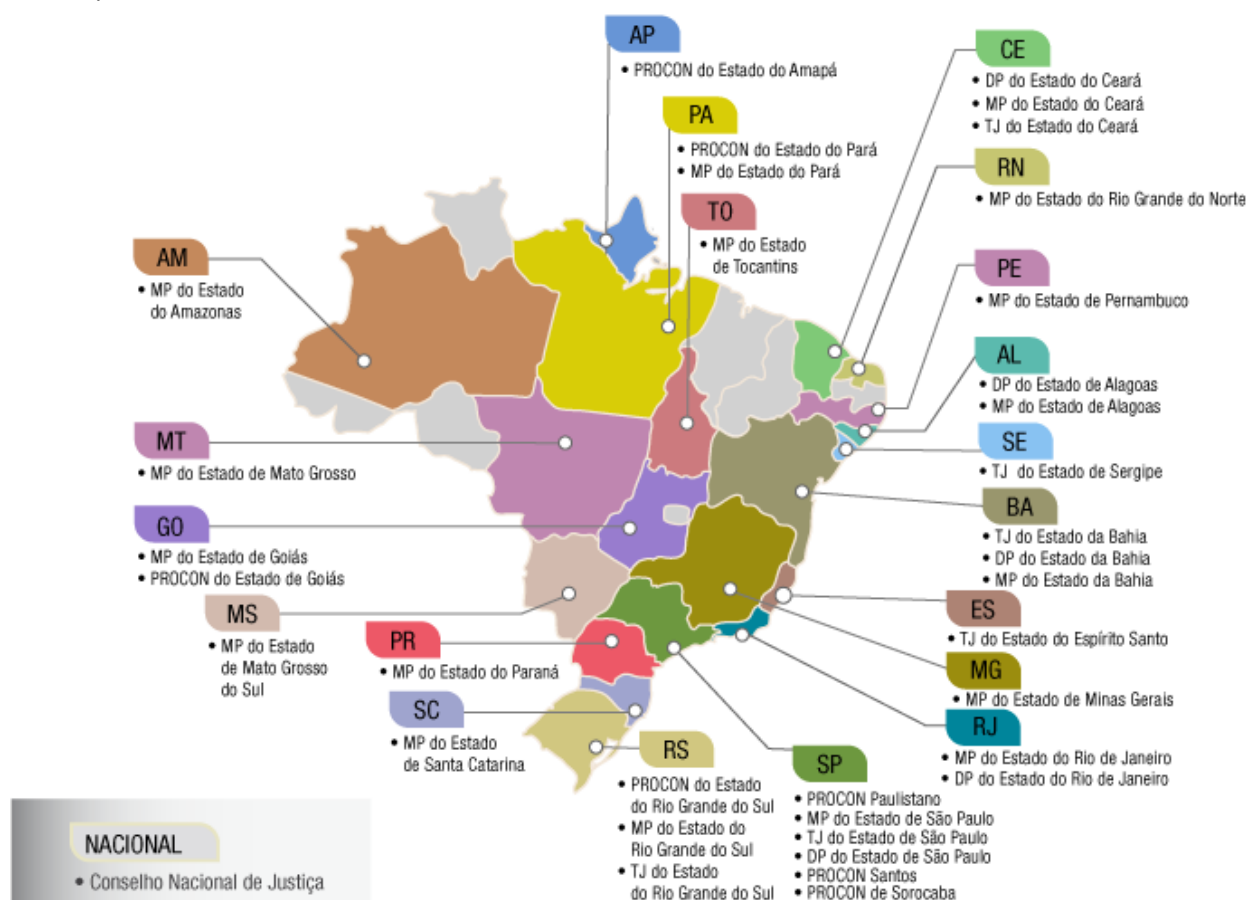 AP
• PROCON do Estado do Amapá
CE
• DP do Estado do Ceará
• MP do Estado do Ceará
• TJ do Estado do Ceará
PA
• PROCON do Estado do Pará
• MP do Estado do Pará
RN
• MP do Estado do Rio Grande do Norte
TO
• MP do Estado
de Tocantins
AM
• MP do Estado
do Amazonas
PE
• MP do Estado de Pernambuco
AL
• DP do Estado de Alagoas
• MP do Estado de Alagoas
MT
• MP do Estado de Mato Grosso
SE
• TJ do Estado de Sergipe
BA
• TJ do Estado da Bahia
• DP do Estado da Bahia
• MP do Estado da Bahia
GO
• MP do Estado de Goiás
• PROCON do Estado de Goiás
MS
• MP do Estado
de Mato Grosso
do Sul
ES
• TJ do Estado do Espírito Santo
PR
• MP do Estado do Paraná
MG
• MP do Estado de Minas Gerais
SC
• MP do Estado
de Santa Catarina
RJ
• MP do Estado do Rio de Janeiro
• DP do Estado do Rio de Janeiro
RS
• PROCON do Estado
do Rio Grande do Sul
• MP do Estado do
Rio Grande do Sul
• TJ do Estado
do Rio Grande do Sul
SP
• PROCON Paulistano
• MP do Estado de São Paulo
• TJ do Estado de São Paulo
• DP do Estado de São Paulo
• PROCON Santos
• PROCON de Sorocaba
NACIONAL
• Conselho Nacional de Justiça